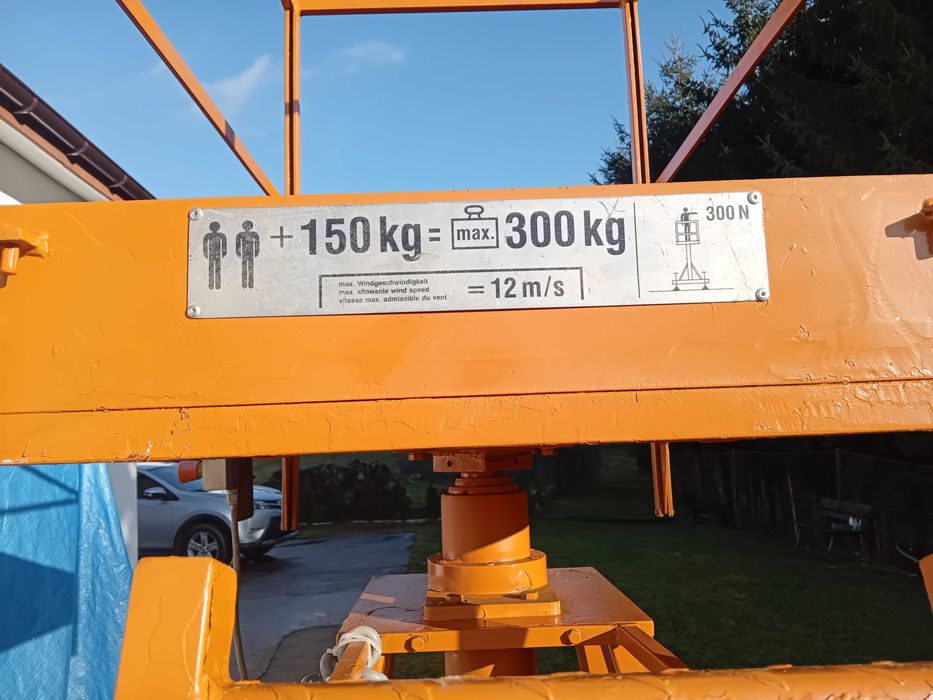 + 150 kg = max. 300 kg
300 N
max. Windgeschwindigkeit
max. allowable wind speed
vitesse max. admissible du vent
= 12 m/s